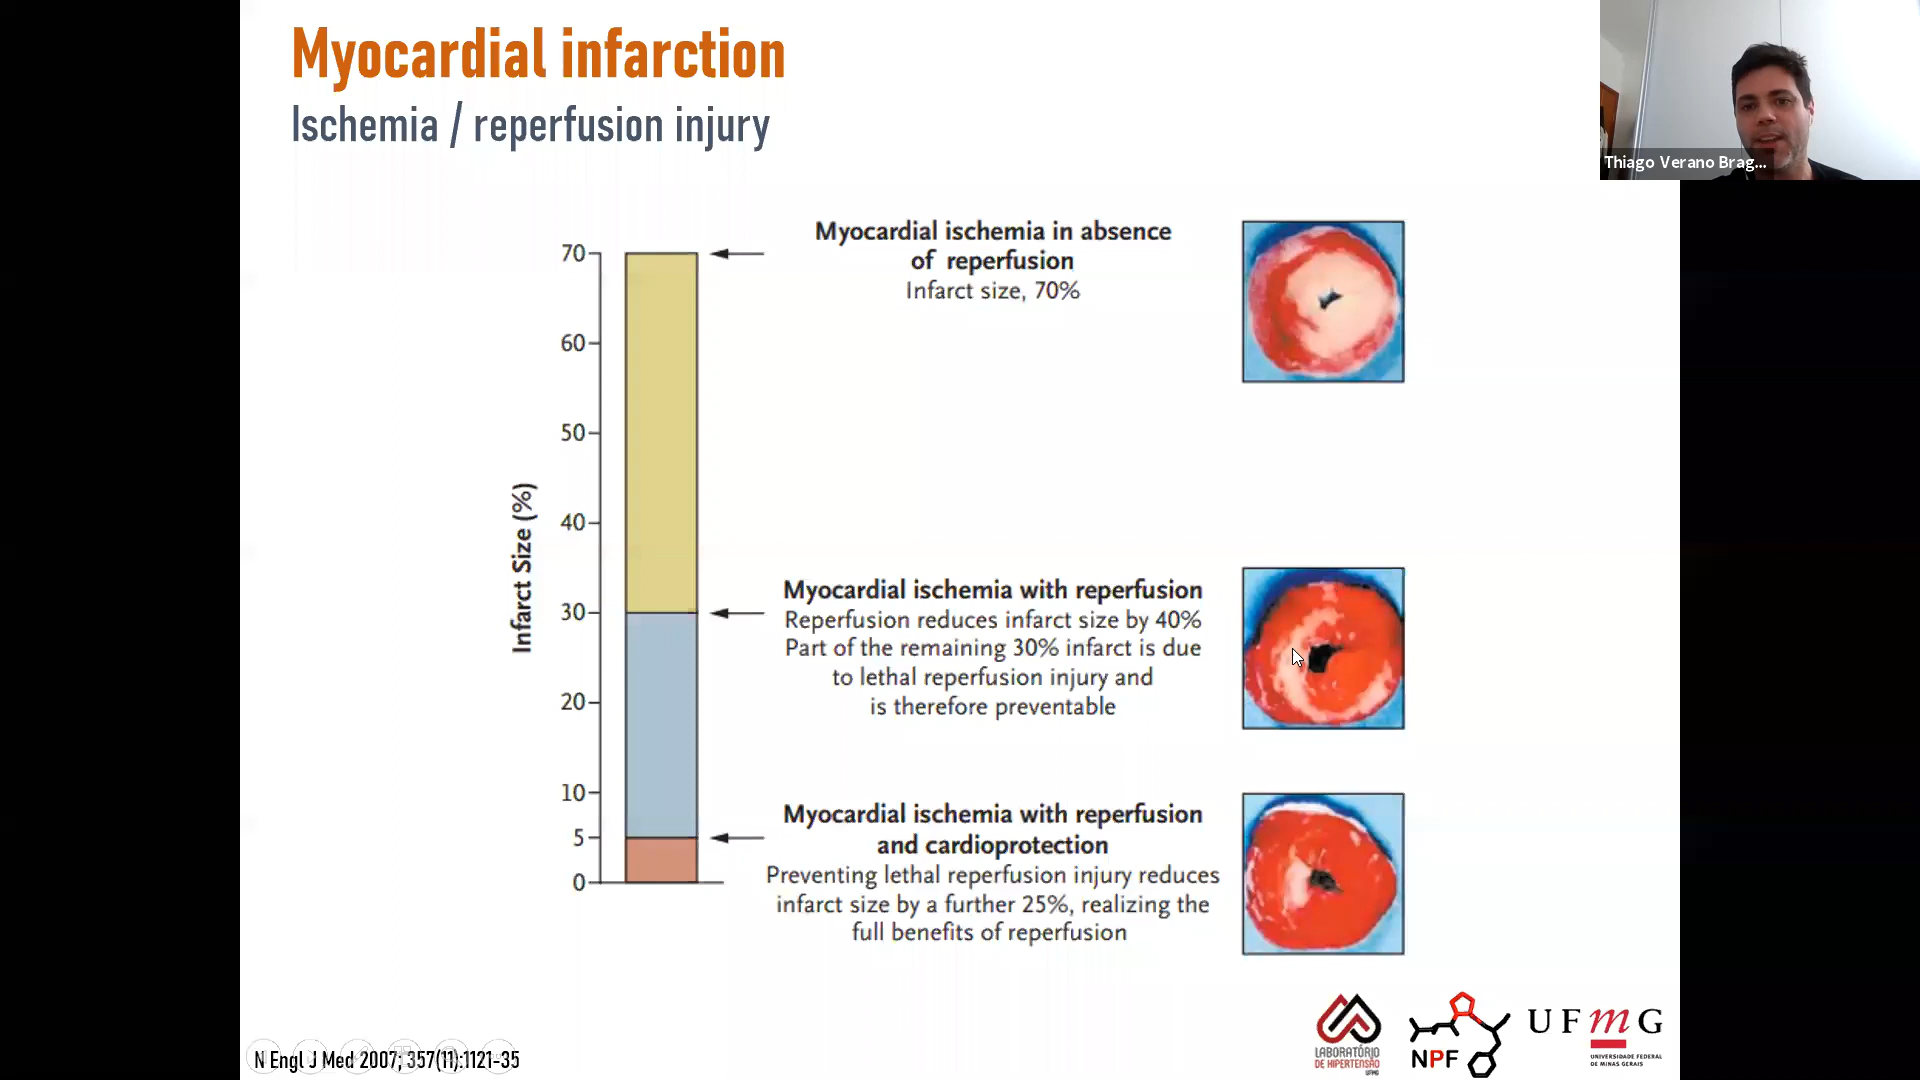 Myocardial infarction
Ischemia / reperfusion injury
Thiago Verano Brag...
Myocardial ischemia in absence
of reperfusion
Infarct size, 70%
70
60
50
40
30
20
10
5
0
Infarct Size (%)
Myocardial ischemia with reperfusion
Reperfusion reduces infarct size by 40%
Part of the remaining 30% infarct is due
to lethal reperfusion injury and
is therefore preventable
Myocardial ischemia with reperfusion
and cardioprotection
Preventing lethal reperfusion injury reduces
infarct size by a further 25%, realizing the
full benefits of reperfusion
N Engl J Med 2007; 357(11):1121-35
LABORATÓRIO
DE HIPERTENSÃO
UFMG
NPF
UFmG
UNIVERSIDADE FEDERAL
DE MINAS GERAIS